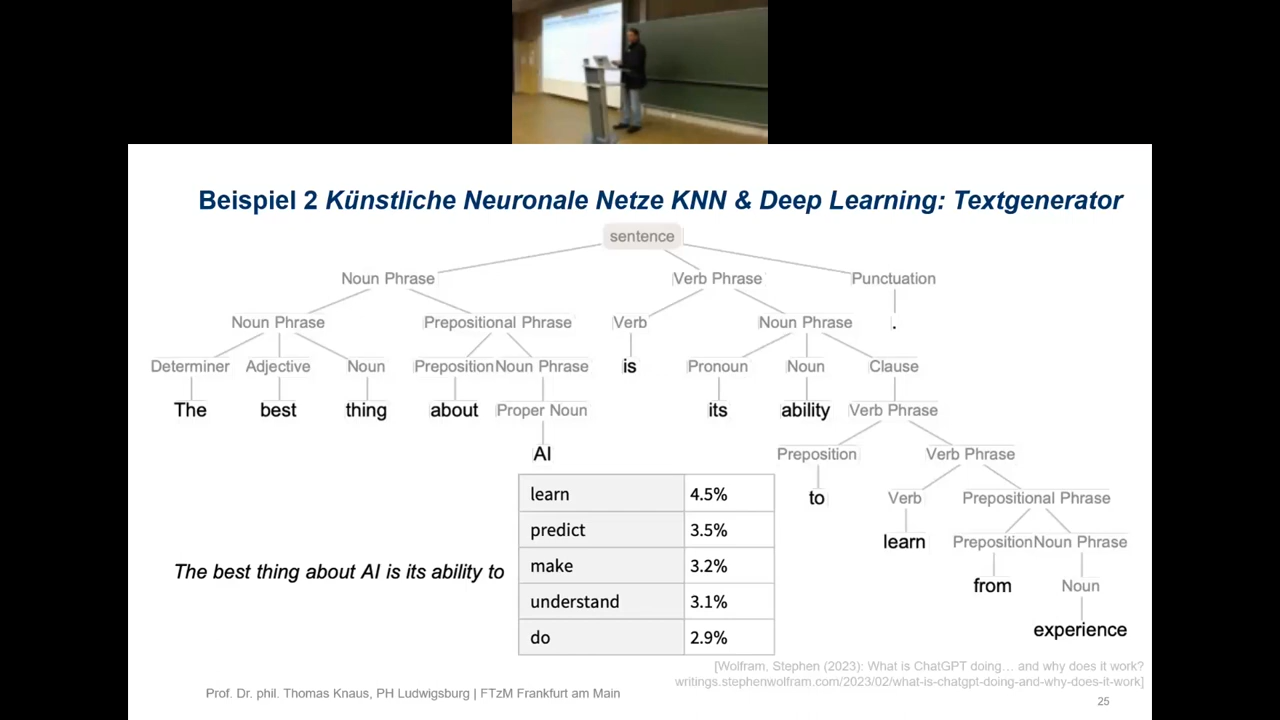 Beispiel 2 Künstliche Neuronale Netze KNN & Deep Learning: Textgenerator
sentence
Noun Phrase Verb Phrase Punctuation
Noun Phrase Prepositional Phrase Verb Noun Phrase .
Determiner Adjective Noun Preposition Noun Phrase is Pronoun Noun Clause
The best thing about Proper Noun its ability Verb Phrase
AI Preposition Verb Phrase
learn 4.5% to Verb Prepositional Phrase
predict 3.5% learn Preposition Noun Phrase
make 3.2%
The best thing about AI is its ability to from Noun
understand 3.1% experience
do 2.9%
[Wolfram, Stephen (2023): What is ChatGPT doing… and why does it work?
writings.stephenwolfram.com/2023/02/what-is-chatgpt-doing-and-why-does-it-work]
Prof. Dr. phil. Thomas Knaus, PH Ludwigsburg | FTzM Frankfurt am Main 25